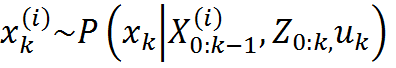 x_k^{(i)}~P(x_k|X_{0:k−1}^{(i)}, Z_{0:k,}u_k)